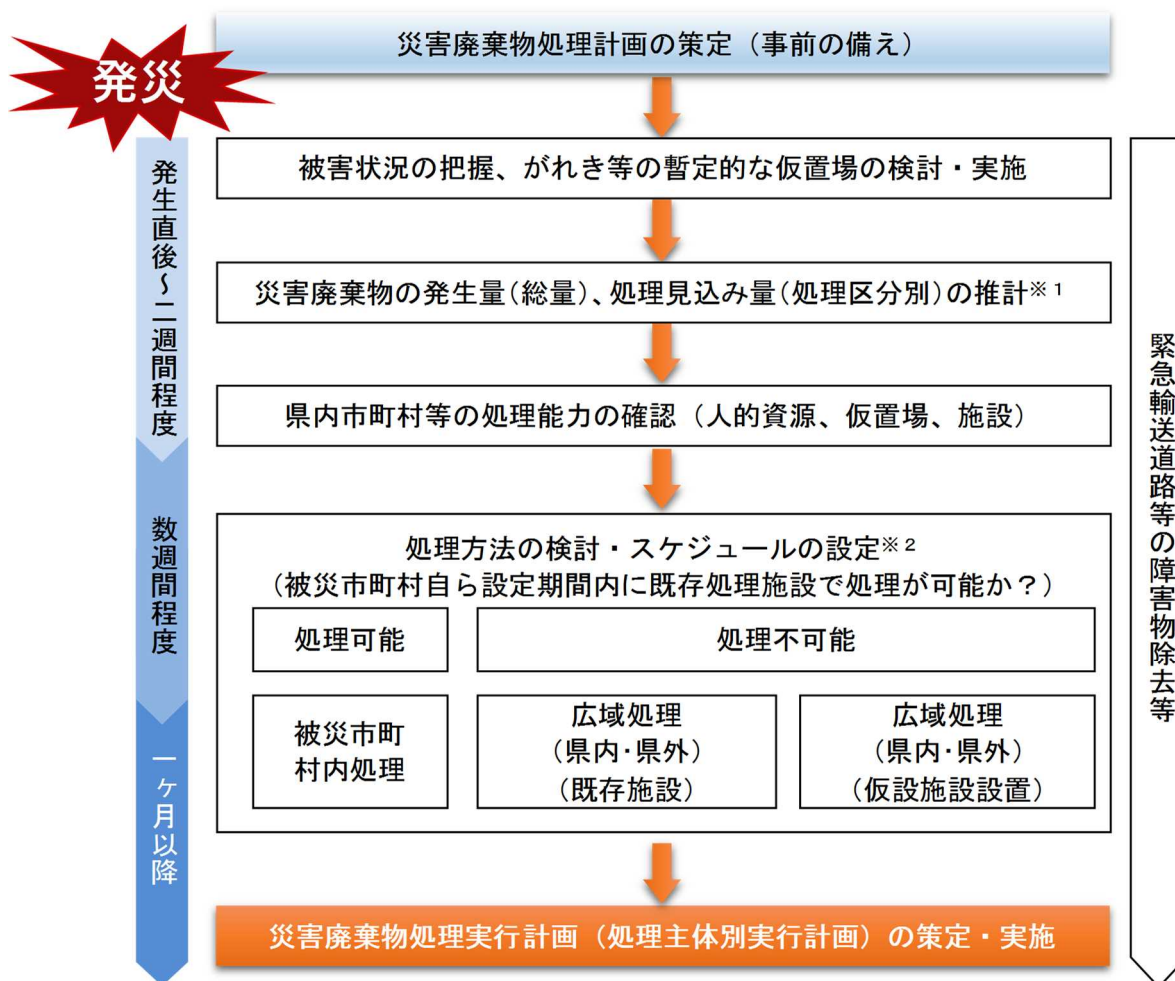 災害廃棄物処理計画の策定（事前の備え）
発災
発生直後～二週間程度
被害状況の把握、がれき等の暫定的な仮置場の検討・実施
災害廃棄物の発生量(総量)、処理見込み量(処理区分別)の推計※1
県内市町村等の処理能力の確認（人的資源、仮置場、施設）
数週間程度
処理方法の検討・スケジュールの設定※2
（被災市町村自ら設定期間内に既存処理施設で処理が可能か？）
処理可能
処理不可能
被災市町
村内処理
広域処理
（県内･県外）
（既存施設）
広域処理
（県内･県外）
（仮設施設設置）
一ヶ月以降
災害廃棄物処理実行計画（処理主体別実行計画）の策定・実施
緊急輸送道路等の障害物除去等